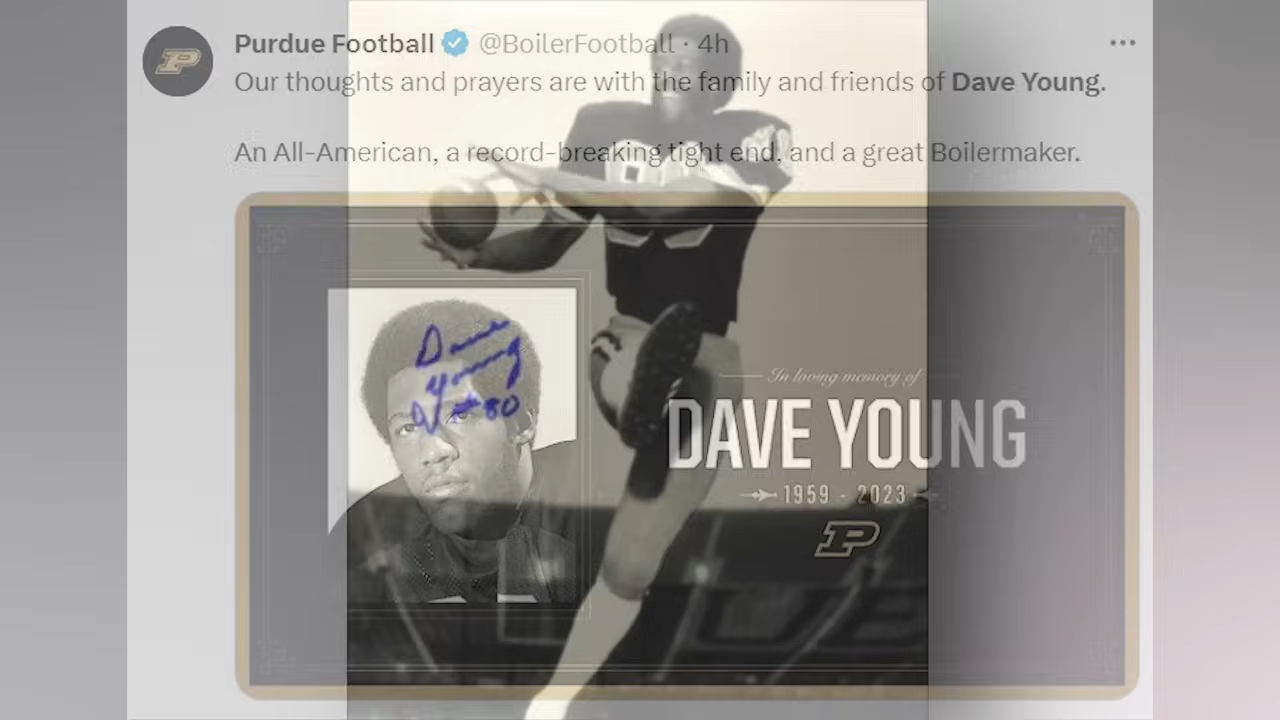 Purdue Football @BoilerFootball · 4h
Our thoughts and prayers are with the family and friends of Dave Young.
An All-American, a record-breaking tight end, and a great Boilermaker.
Dave
Young
#80
In loving memory of
DAVE YOUNG
1959 - 2023
P